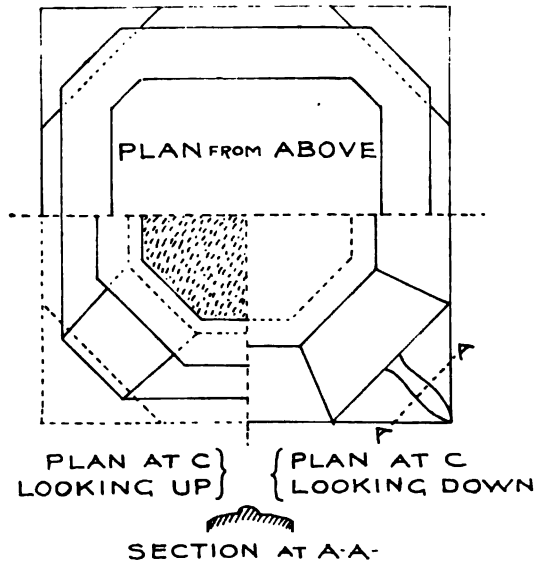 PLAN FROM ABOVE
A
A
PLAN AT C } { PLAN AT C
LOOKING UP } { LOOKING DOWN
SECTION AT A-A-